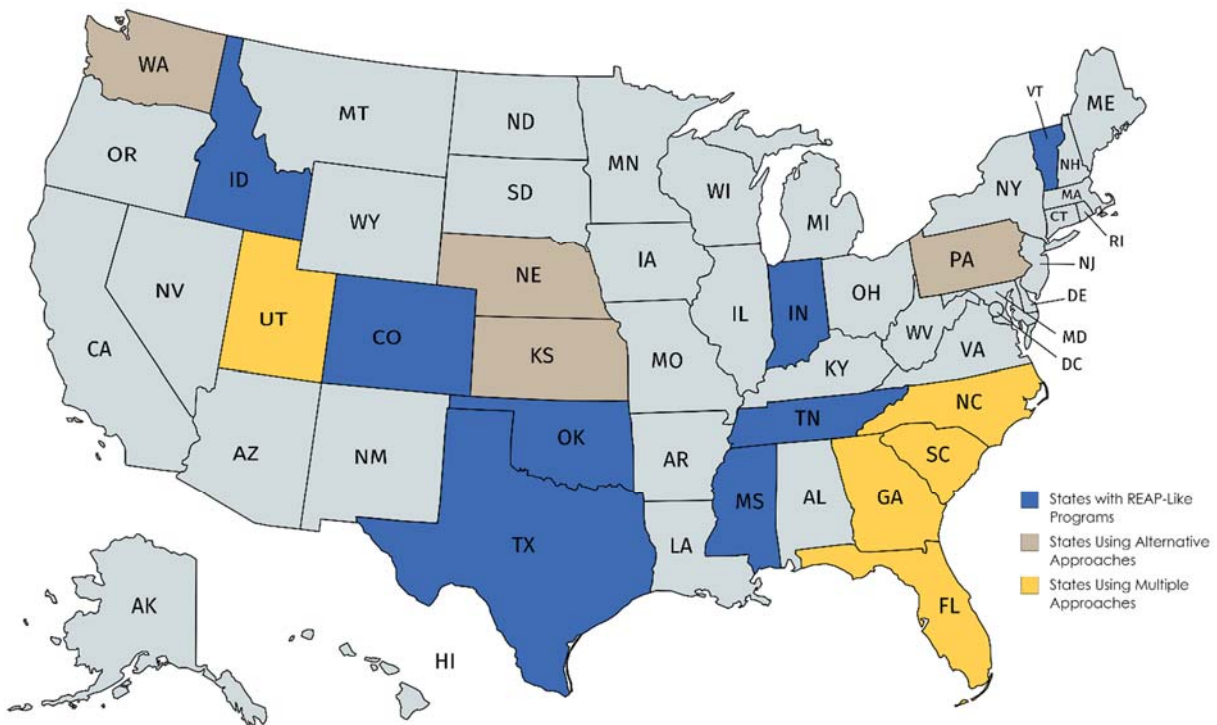 WA
MT
ND
MN
VT
ME
OR
ID
SD
WI
NH
NY
MA
WY
MI
CT
RI
IA
PA
NE
NJ
NV
OH
IL
IN
DE
UT
CO
WV
MD
CA
KS
MO
VA
DC
KY
NC
TN
OK
AZ
NM
AR
SC
MS
AL
GA
States with REAP-Like
Programs
TX
LA
States Using Alternative
Approaches
States Using Multiple
Approaches
AK
FL
HI